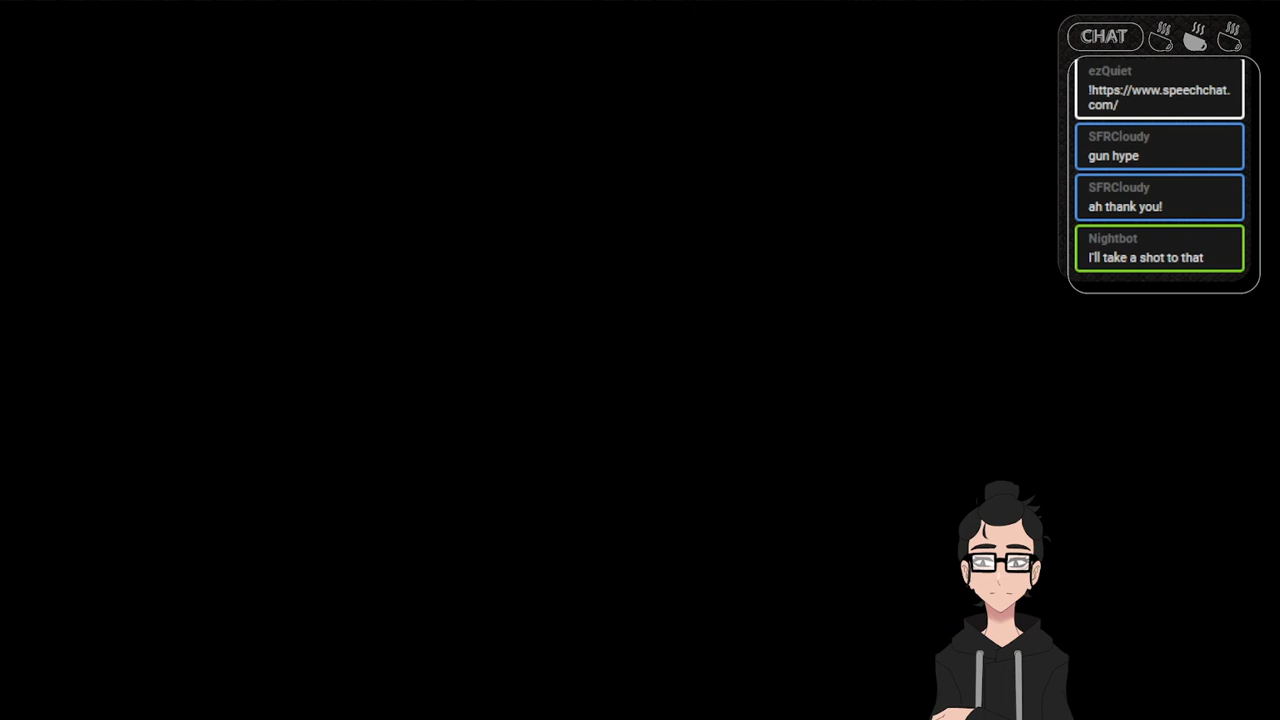 CHAT
ezQuiet
!https://www.speechchat.
com/
SFRCloudy
gun hype
SFRCloudy
ah thank you!
Nightbot
I'll take a shot to that